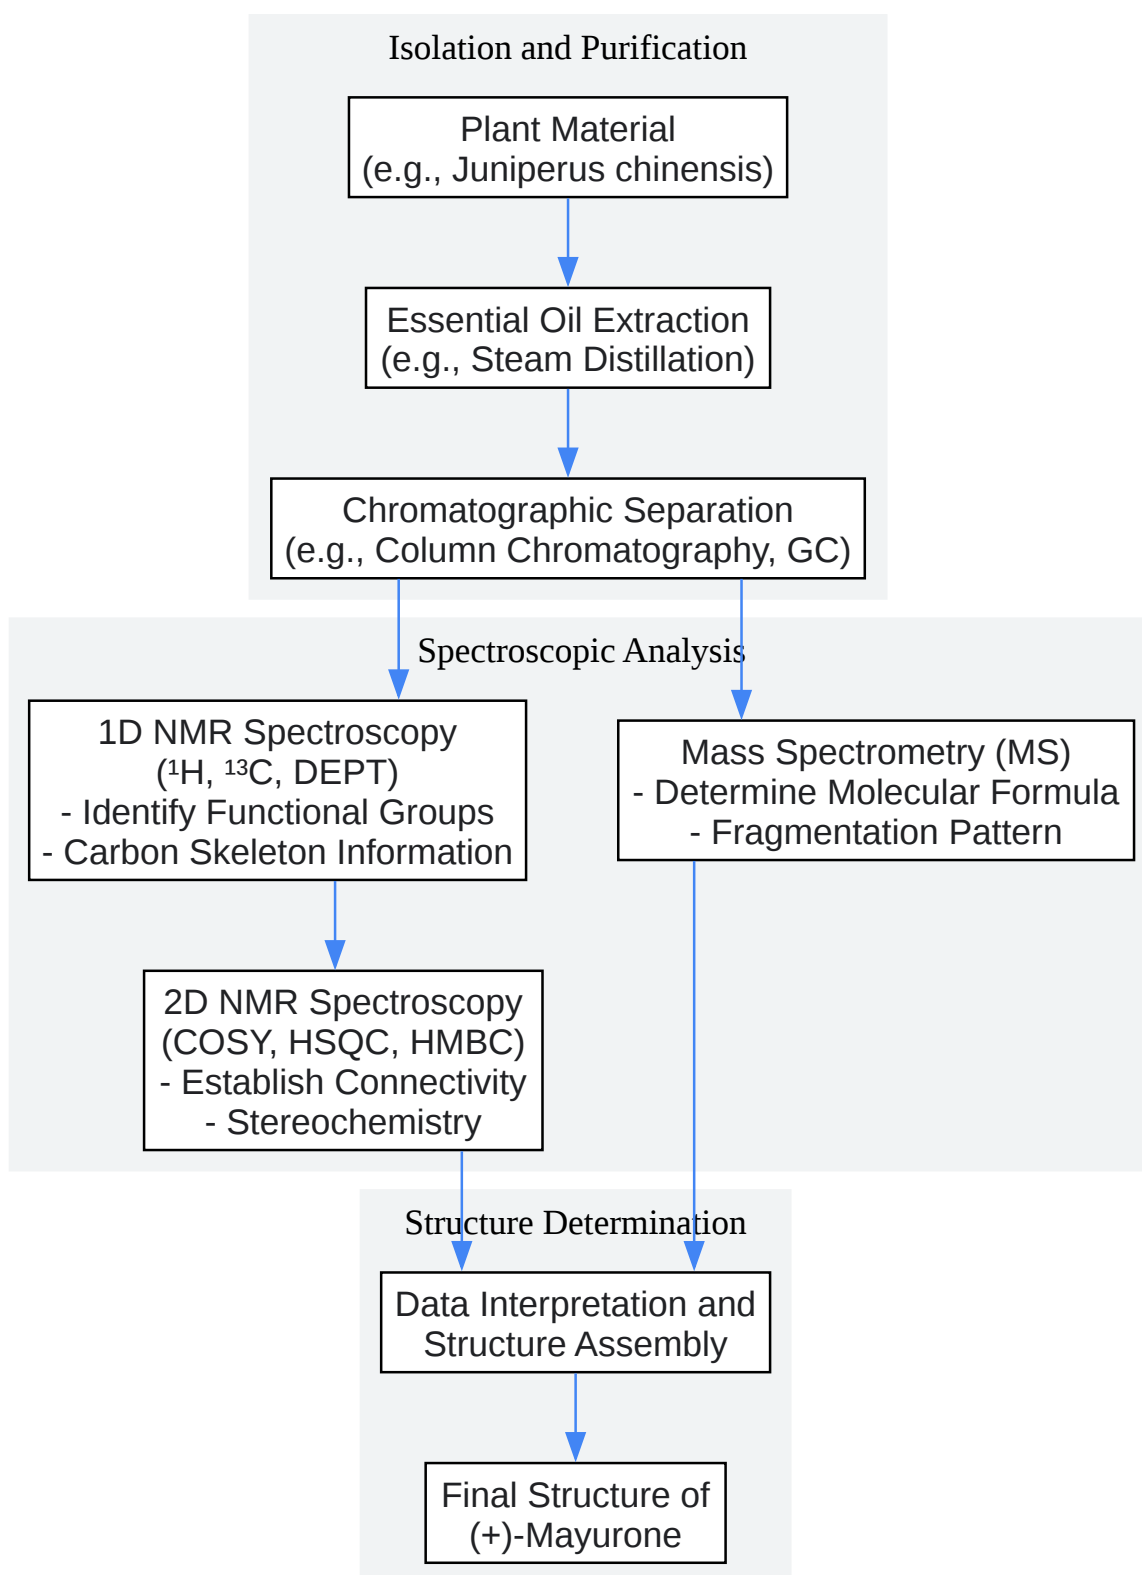 Isolation and Purification
Plant Material
(e.g., Juniperus chinensis)
Essential Oil Extraction
(e.g., Steam Distillation)
Chromatographic Separation
(e.g., Column Chromatography, GC)
Spectroscopic Analysis
1D NMR Spectroscopy
(¹H, ¹³C, DEPT)
- Identify Functional Groups
- Carbon Skeleton Information
Mass Spectrometry (MS)
- Determine Molecular Formula
- Fragmentation Pattern
2D NMR Spectroscopy
(COSY, HSQC, HMBC)
- Establish Connectivity
- Stereochemistry
Structure Determination
Data Interpretation and
Structure Assembly
Final Structure of
(+)-Mayurone